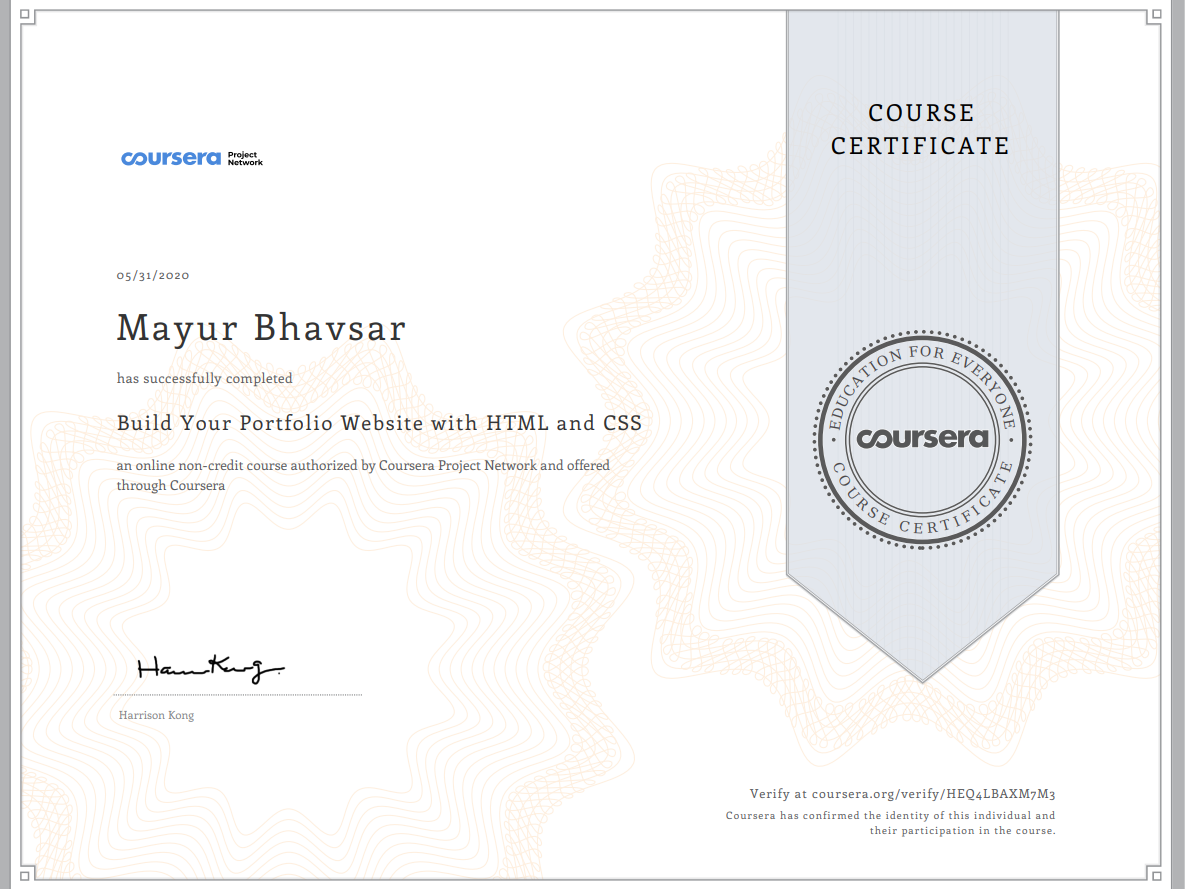 COURSE
CERTIFICATE
coursera Project
Network
05/31/2020
Mayur Bhavsar
has successfully completed
Build Your Portfolio Website with HTML and CSS
an online non-credit course authorized by Coursera Project Network and offered
through Coursera
EDUCATION FOR EVERYONE
coursera
COURSE CERTIFICATE
Harrison Kong
Verify at coursera.org/verify/HEQ4LBAXM7M3
Coursera has confirmed the identity of this individual and
their participation in the course.